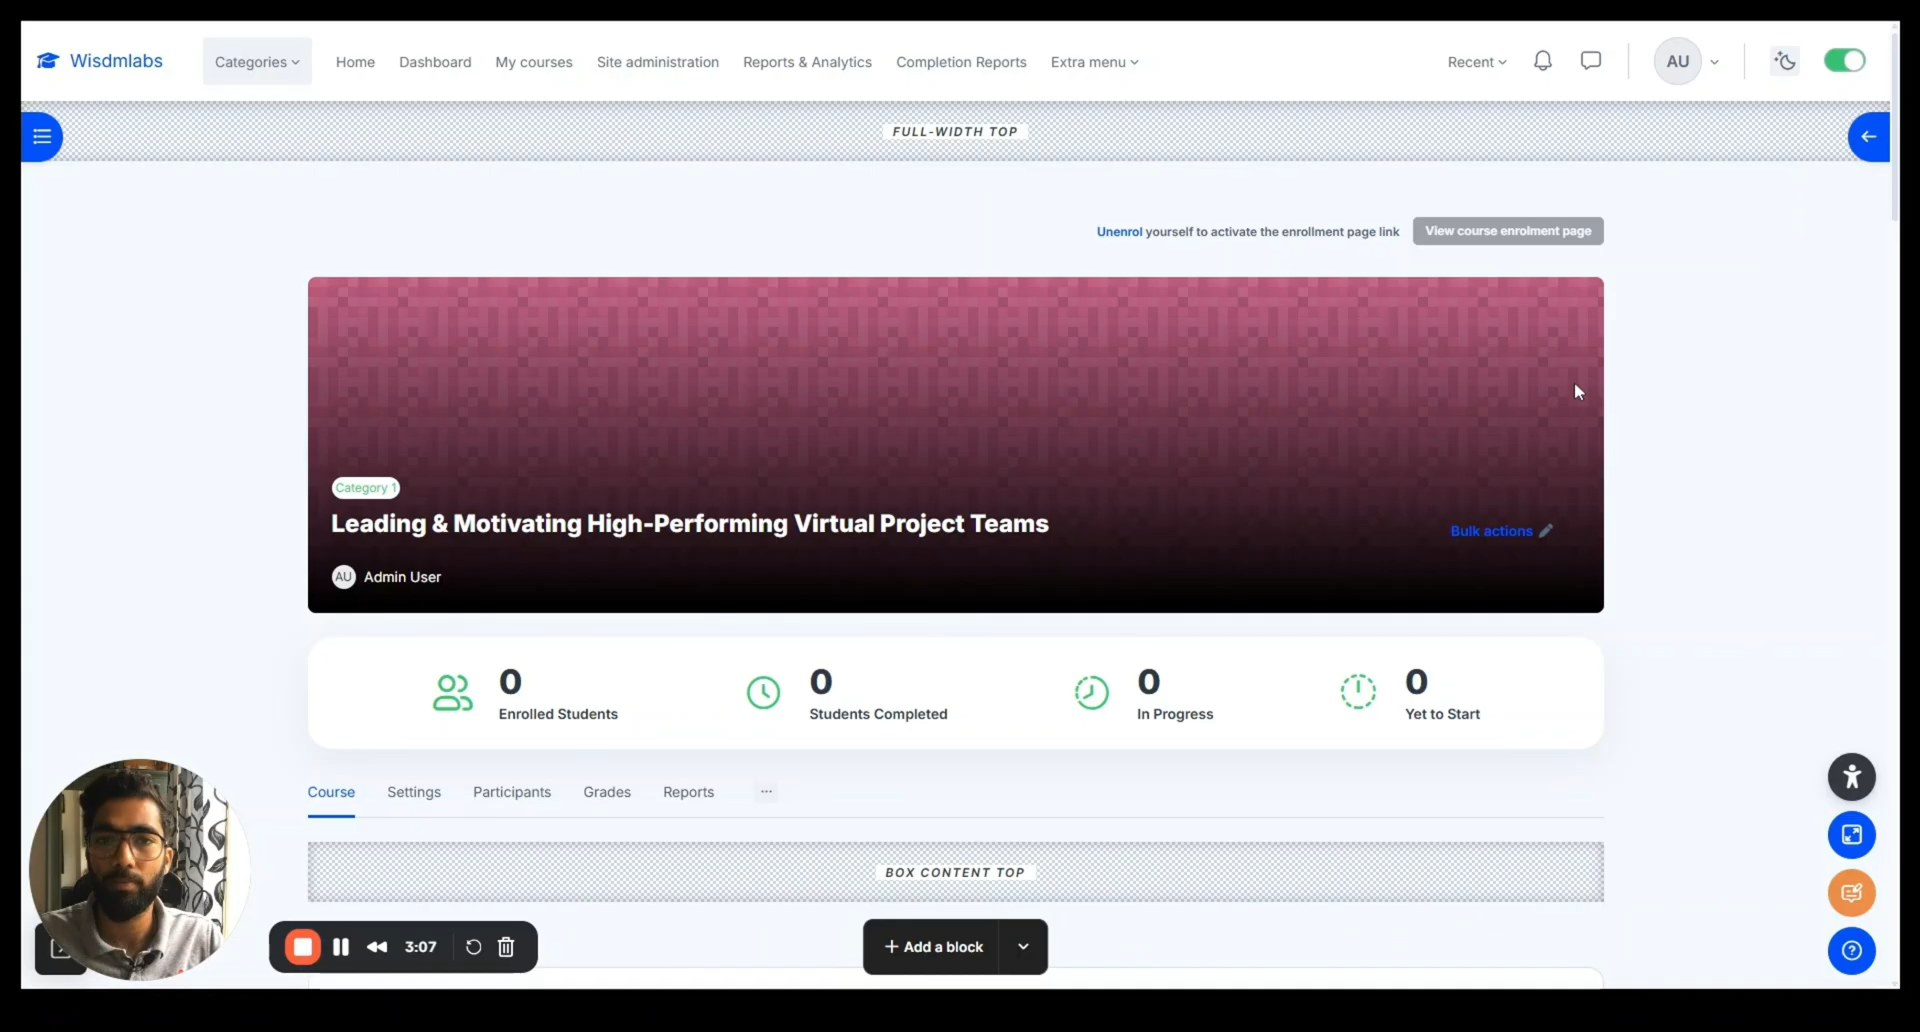 Wisdmlabs
Categories
Home
Dashboard
My courses
Site administration
Reports & Analytics
Completion Reports
Extra menu
Recent
AU
FULL-WIDTH TOP
Unenrol yourself to activate the enrollment page link
View course enrolment page
Category 1
Leading & Motivating High-Performing Virtual Project Teams
Bulk actions
AU Admin User
0
Enrolled Students
0
Students Completed
0
In Progress
0
Yet to Start
Course
Settings
Participants
Grades
Reports
...
BOX CONTENT TOP
3:07
+ Add a block